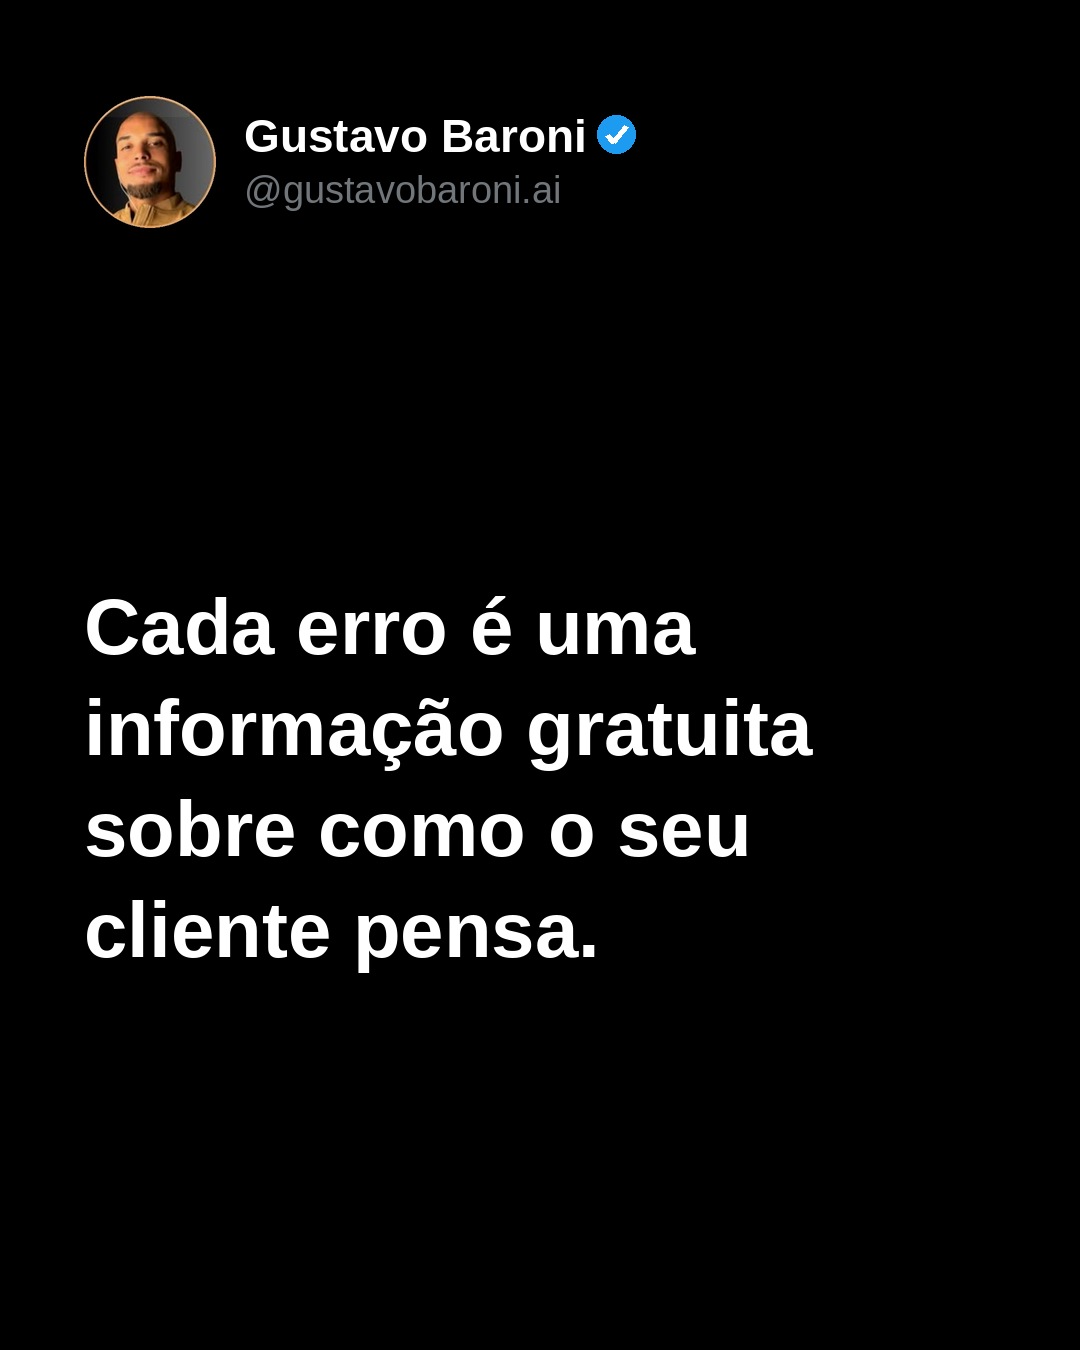 Gustavo Baroni
@gustavobaroni.ai
Cada erro é uma
informação gratuita
sobre como o seu
cliente pensa.